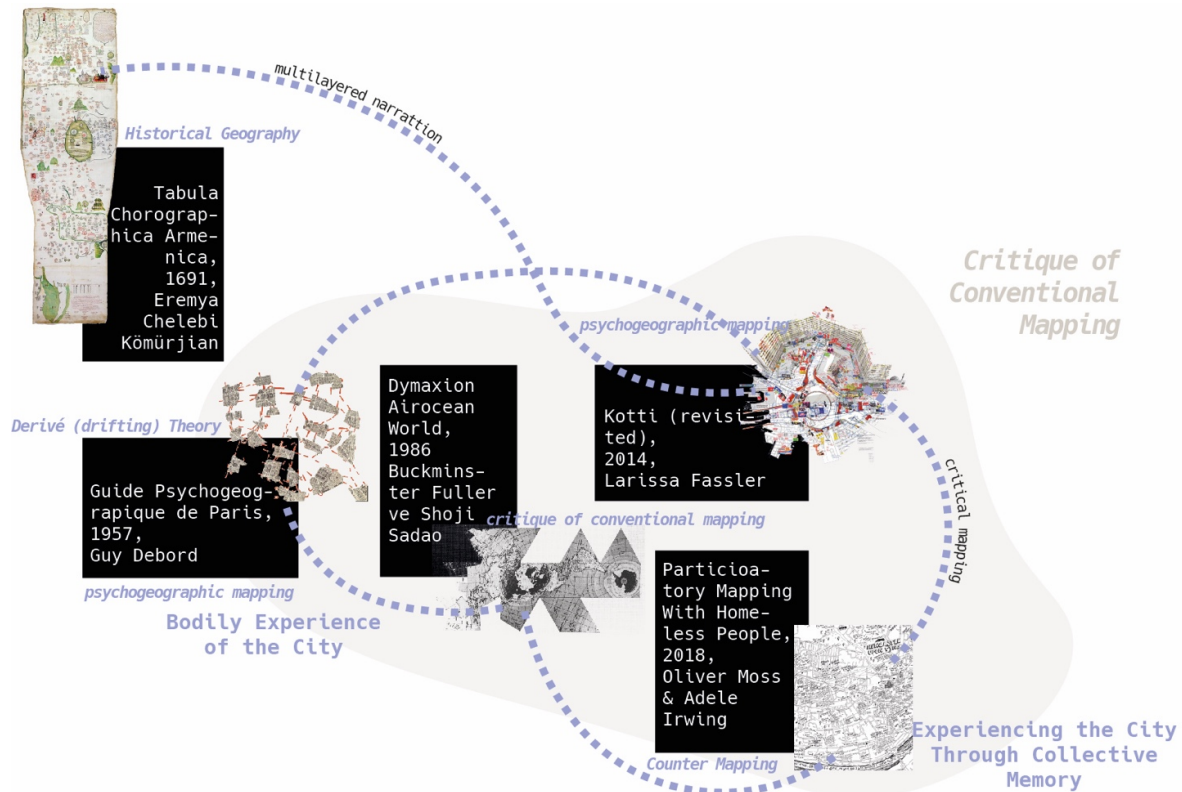 multilayered narrattion
Historical Geography
Tabula
Chorograp-
hica Arme-
nica,
1691,
Eremya
Chelebi
Kömürjian
Critique of
Conventional
Mapping
psychogeographic mapping
Derivé (drifting) Theory
Guide Psychogeog-
rapique de Paris,
1957,
Guy Debord
psychogeographic mapping
Bodily Experience
of the City
Dymaxion
Airocean
World,
1986
Buckmins-
ter Fuller
ve Shoji
Sadao
critique of conventional mapping
Kotti (revisi-
ted),
2014,
Larissa Fassler
critical mapping
Particioa-
tory Mapping
With Home-
less People,
2018,
Oliver Moss
& Adele
Irwing
Counter Mapping
Experiencing the City
Through Collective
Memory